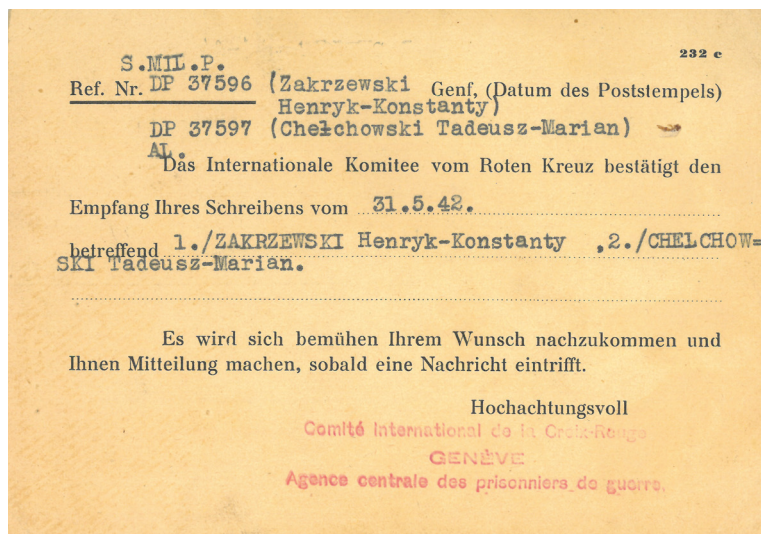 232 c
S.MIL.P.
Ref. Nr. DP 37596 (Zakrzewski Genf, (Datum des Poststempels)
Henryk-Konstanty)
DP 37597 (Chełchowski Tadeusz-Marian)
AL.
Das Internationale Komitee vom Roten Kreuz bestätigt den
Empfang Ihres Schreibens vom 31.5.42.
betreffend 1./ZAKRZEWSKI Henryk-Konstanty ,2./CHELCHOW=
SKI Tadeusz-Marian.
Es wird sich bemühen Ihrem Wunsch nachzukommen und
Ihnen Mitteilung machen, sobald eine Nachricht eintrifft.
Hochachtungsvoll
Comité International de la Croix-Rouge
GENÈVE
Agence centrale des prisonniers de guerre.